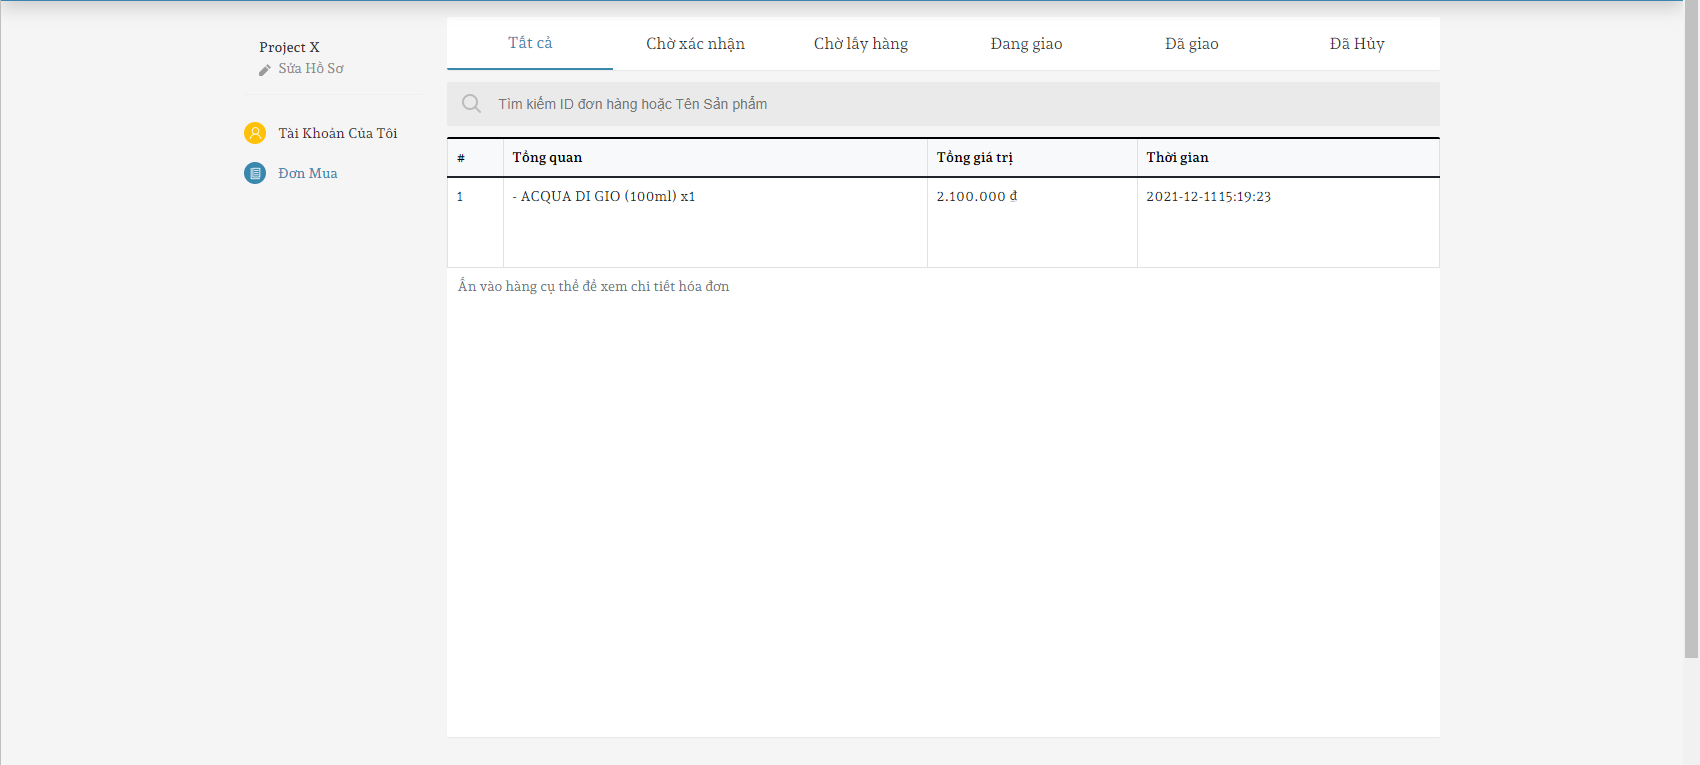 Project X
Sửa Hồ Sơ
Tài Khoản Của Tôi
Đơn Mua
Tất cả Chờ xác nhận Chờ lấy hàng Đang giao Đã giao Đã Hủy
Tìm kiếm ID đơn hàng hoặc Tên Sản phẩm
# Tổng quan Tổng giá trị Thời gian
1 - ACQUA DI GIO (100ml) x1 2.100.000 ₫ 2021-12-1115:19:23
Ấn vào hàng cụ thể để xem chi tiết hóa đơn